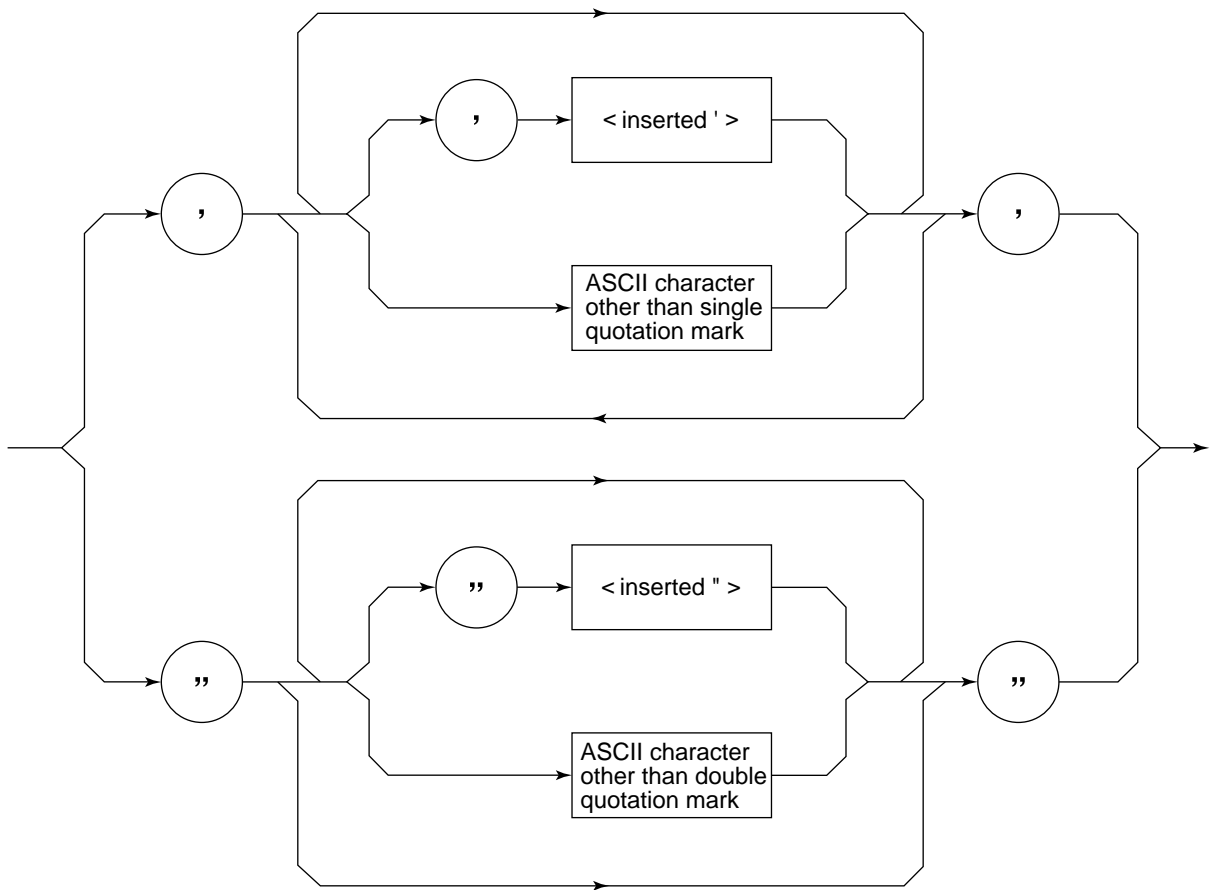 '
< inserted ' >
'
'
ASCII character
other than single
quotation mark
"
< inserted " >
"
"
ASCII character
other than double
quotation mark